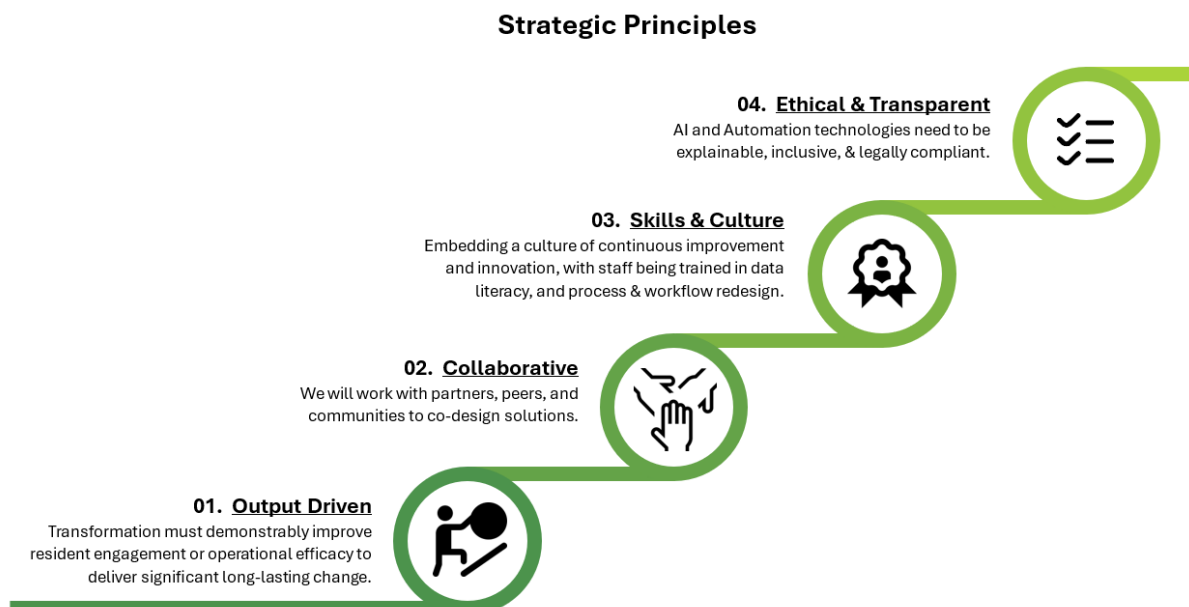 Strategic Principles
04. Ethical & Transparent
AI and Automation technologies need to be
explainable, inclusive, & legally compliant.
03. Skills & Culture
Embedding a culture of continuous improvement
and innovation, with staff being trained in data
literacy, and process & workflow redesign.
02. Collaborative
We will work with partners, peers, and
communities to co-design solutions.
01. Output Driven
Transformation must demonstrably improve
resident engagement or operational efficacy to
deliver significant long-lasting change.